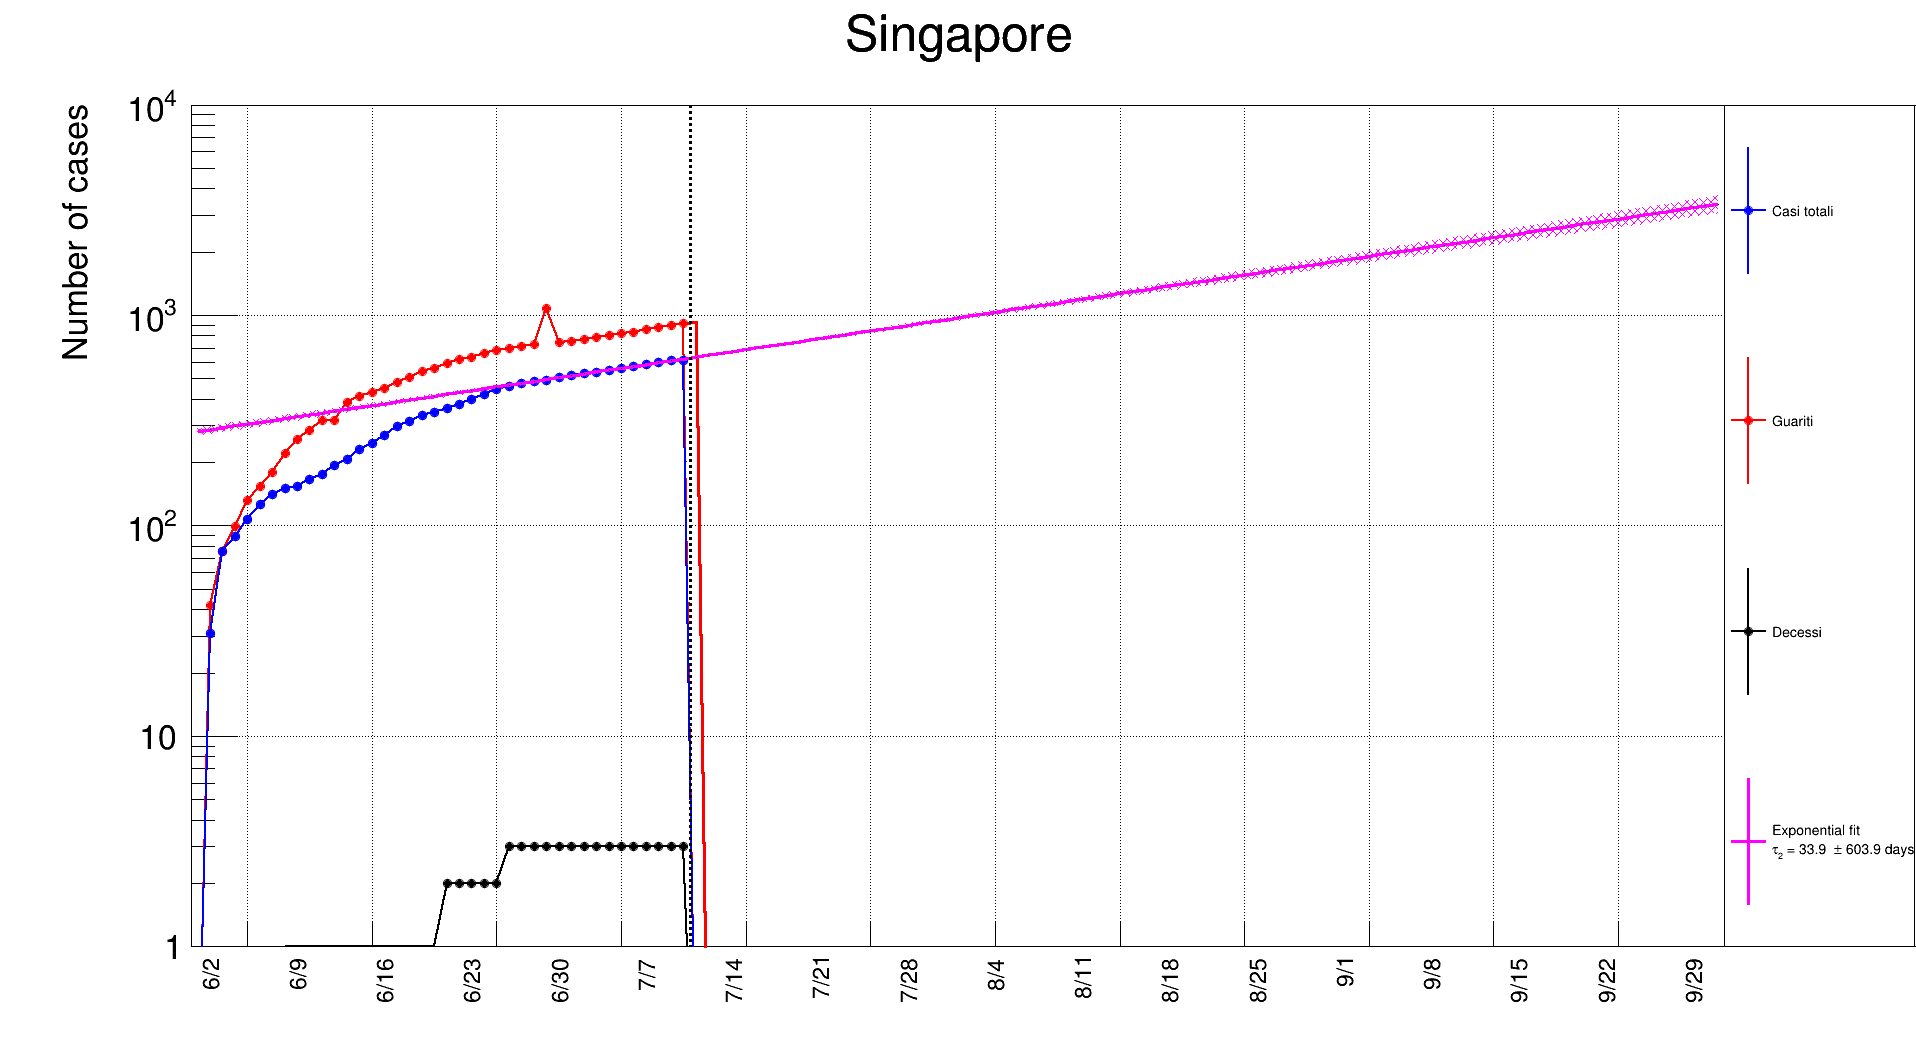 Singapore
Number of cases
10^4
10^3
10^2
10
1
6/2 6/9 6/16 6/23 6/30 7/7 7/14 7/21 7/28 8/4 8/11 8/18 8/25 9/1 9/8 9/15 9/22 9/29
Casi totali
Guariti
Decessi
Exponential fit
τ_2 = 33.9 ± 603.9 days